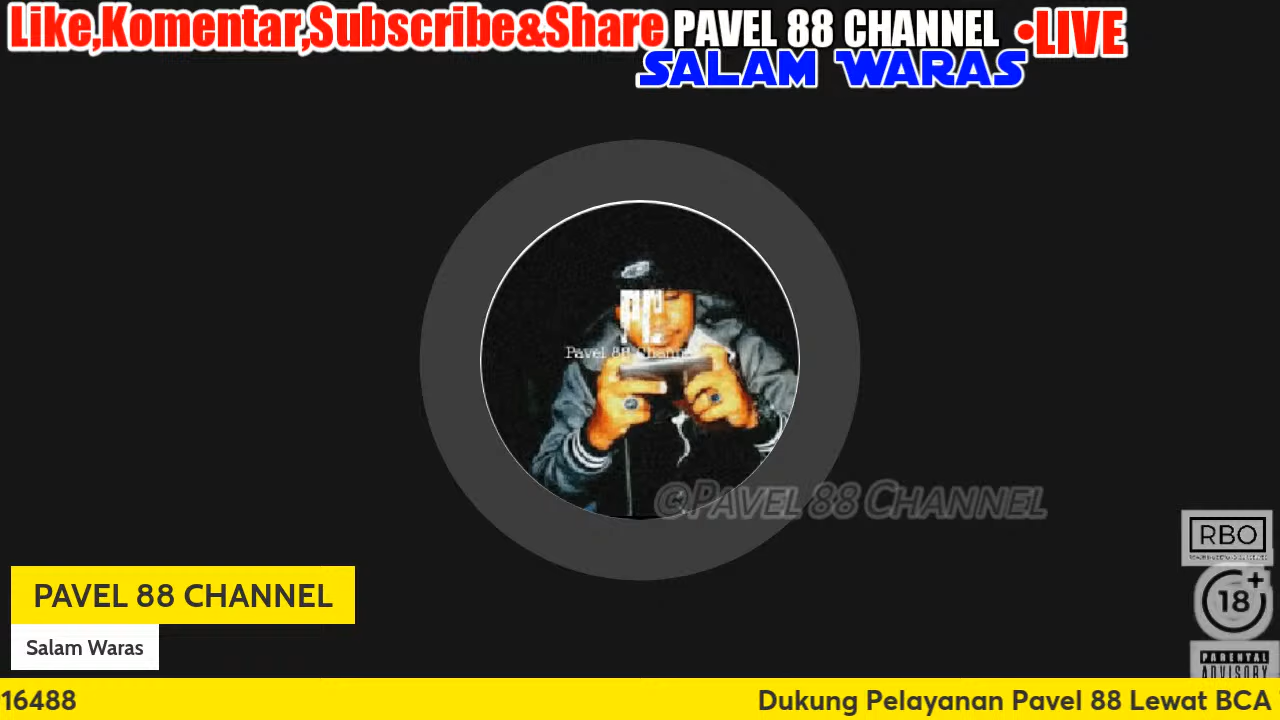 Like,Komentar,Subscribe&Share PAVEL 88 CHANNEL •LIVE
SALAM WARAS
PC
Pavel 88 Channel
©PAVEL 88 CHANNEL
RBO
18+
PARENTAL
ADVISORY
PAVEL 88 CHANNEL
Salam Waras
16488 Dukung Pelayanan Pavel 88 Lewat BCA